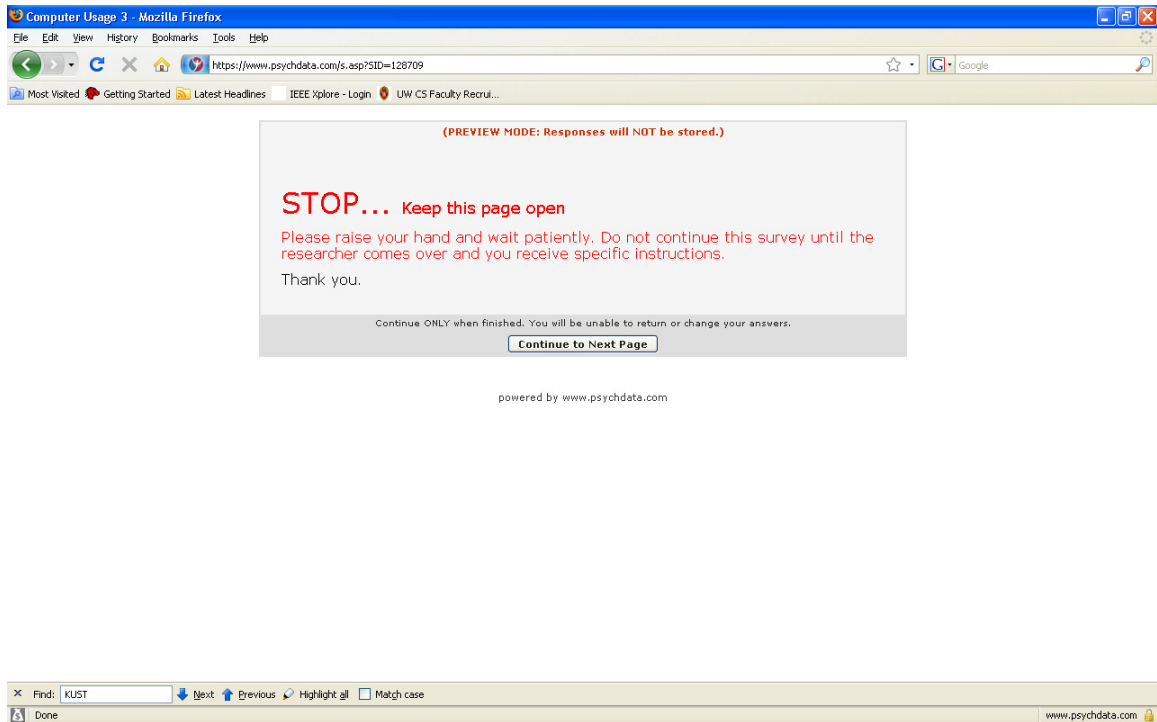 Computer Usage 3 - Mozilla Firefox
File Edit View History Bookmarks Tools Help
https://www.psychdata.com/s.asp?SID=128709
G Google
Most Visited Getting Started Latest Headlines IEEE Xplore - Login UW CS Faculty Recrui...
(PREVIEW MODE: Responses will NOT be stored.)
STOP... Keep this page open
Please raise your hand and wait patiently. Do not continue this survey until the
researcher comes over and you receive specific instructions.
Thank you.
Continue ONLY when finished. You will be unable to return or change your answers.
Continue to Next Page
powered by www.psychdata.com
Find: KUST Next Previous Highlight all Match case
Done www.psychdata.com